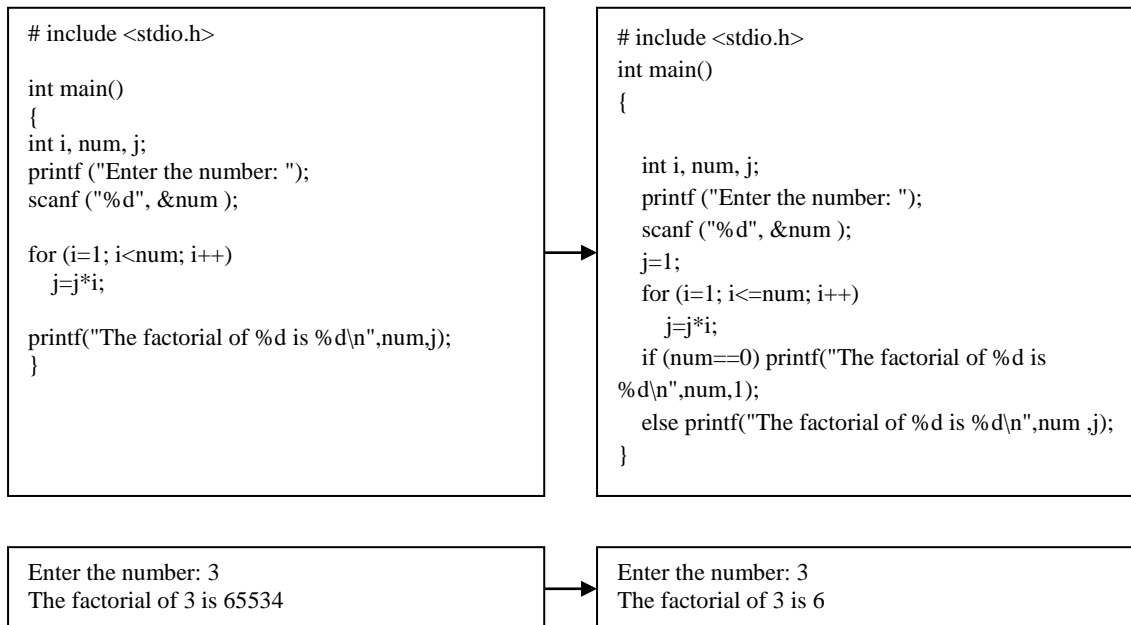 # include <stdio.h>
int main()
{
int i, num, j;
printf ("Enter the number: ");
scanf ("%d", &num );
for (i=1; i<num; i++)
j=j*i;
printf("The factorial of %d is %d\n",num,j);
}
# include <stdio.h>
int main()
{
int i, num, j;
printf ("Enter the number: ");
scanf ("%d", &num );
j=1;
for (i=1; i<=num; i++)
j=j*i;
if (num==0) printf("The factorial of %d is
%d\n",num,1);
else printf("The factorial of %d is %d\n",num ,j);
}
Enter the number: 3
The factorial of 3 is 65534
Enter the number: 3
The factorial of 3 is 6